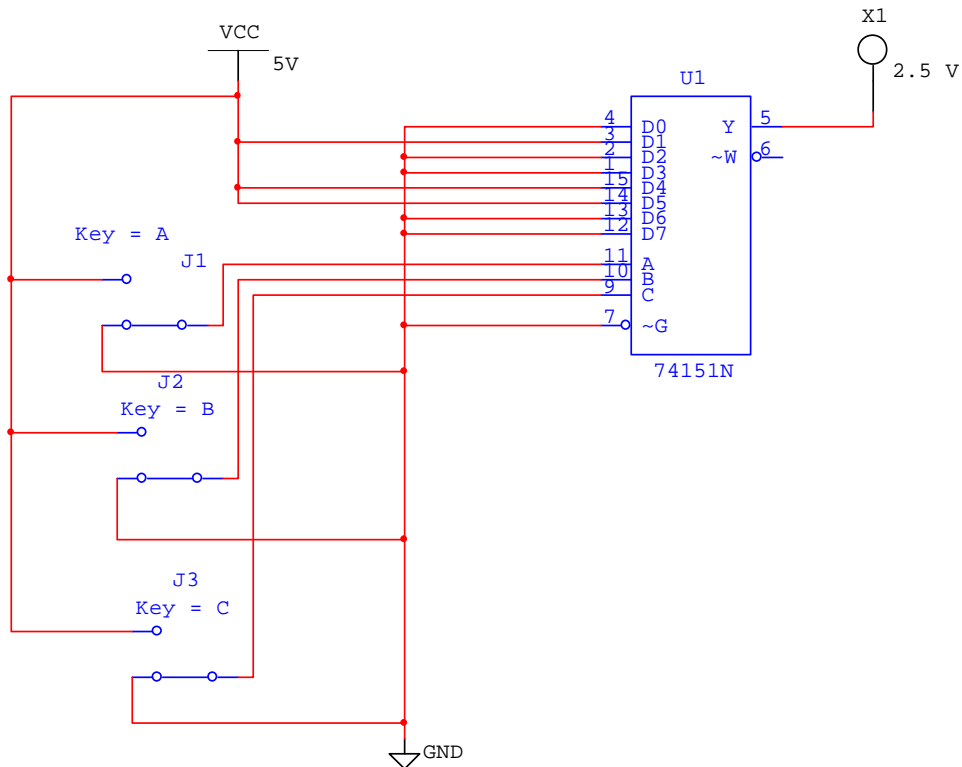 VCC
5V
X1
2.5 V
U1
4 D0 Y 5
3 D1
2 D2 ~W 6
1 D3
15 D4
14 D5
13 D6
12 D7
11 A
10 B
9 C
7 ~G
74151N
Key = A
J1
J2
Key = B
J3
Key = C
GND